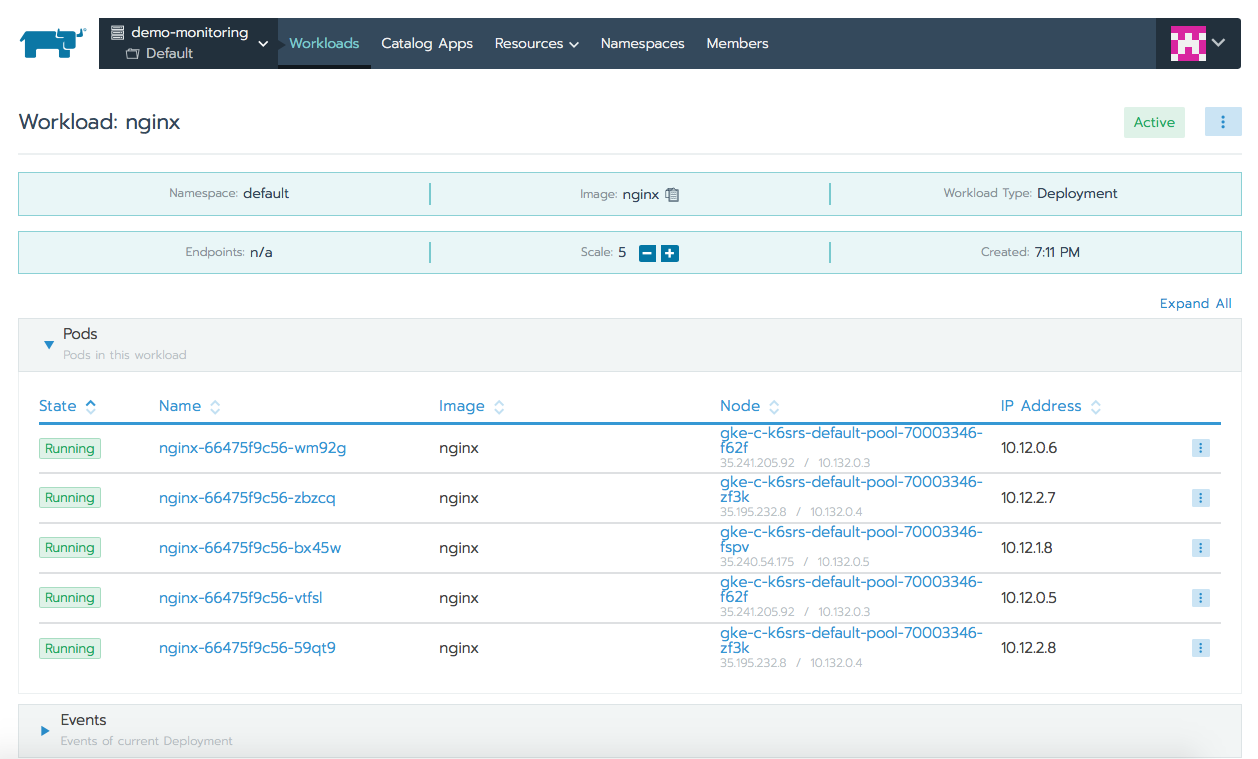 demo-monitoring
Default
Workloads Catalog Apps Resources Namespaces Members
Workload: nginx
Active
Namespace: default Image: nginx Workload Type: Deployment
Endpoints: n/a Scale: 5 Created: 7:11 PM
Expand All
Pods
Pods in this workload
State Name Image Node IP Address
Running nginx-66475f9c56-wm92g nginx gke-c-k6srs-default-pool-70003346-
f62f 10.12.0.6
35.241.205.92 / 10.132.0.3
Running nginx-66475f9c56-zbzcq nginx gke-c-k6srs-default-pool-70003346-
zf3k 10.12.2.7
35.195.232.8 / 10.132.0.4
Running nginx-66475f9c56-bx45w nginx gke-c-k6srs-default-pool-70003346-
fspv 10.12.1.8
35.240.54.175 / 10.132.0.5
Running nginx-66475f9c56-vtfsl nginx gke-c-k6srs-default-pool-70003346-
f62f 10.12.0.5
35.241.205.92 / 10.132.0.3
Running nginx-66475f9c56-59qt9 nginx gke-c-k6srs-default-pool-70003346-
zf3k 10.12.2.8
35.195.232.8 / 10.132.0.4
Events
Events of current Deployment